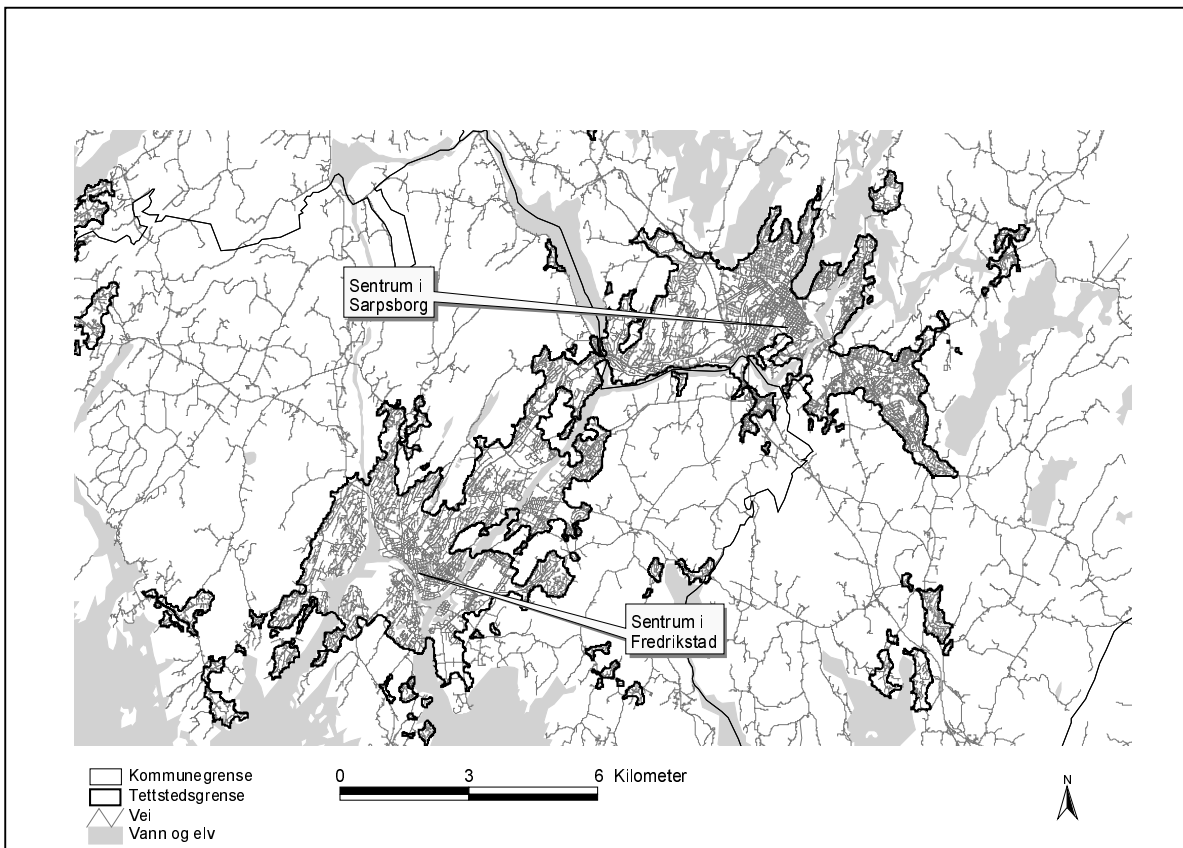 Sentrum i
Sarpsborg
Sentrum i
Fredrikstad
Kommunegrense
Tettstedsgrense
Vei
Vann og elv
0 3 6 Kilometer
N